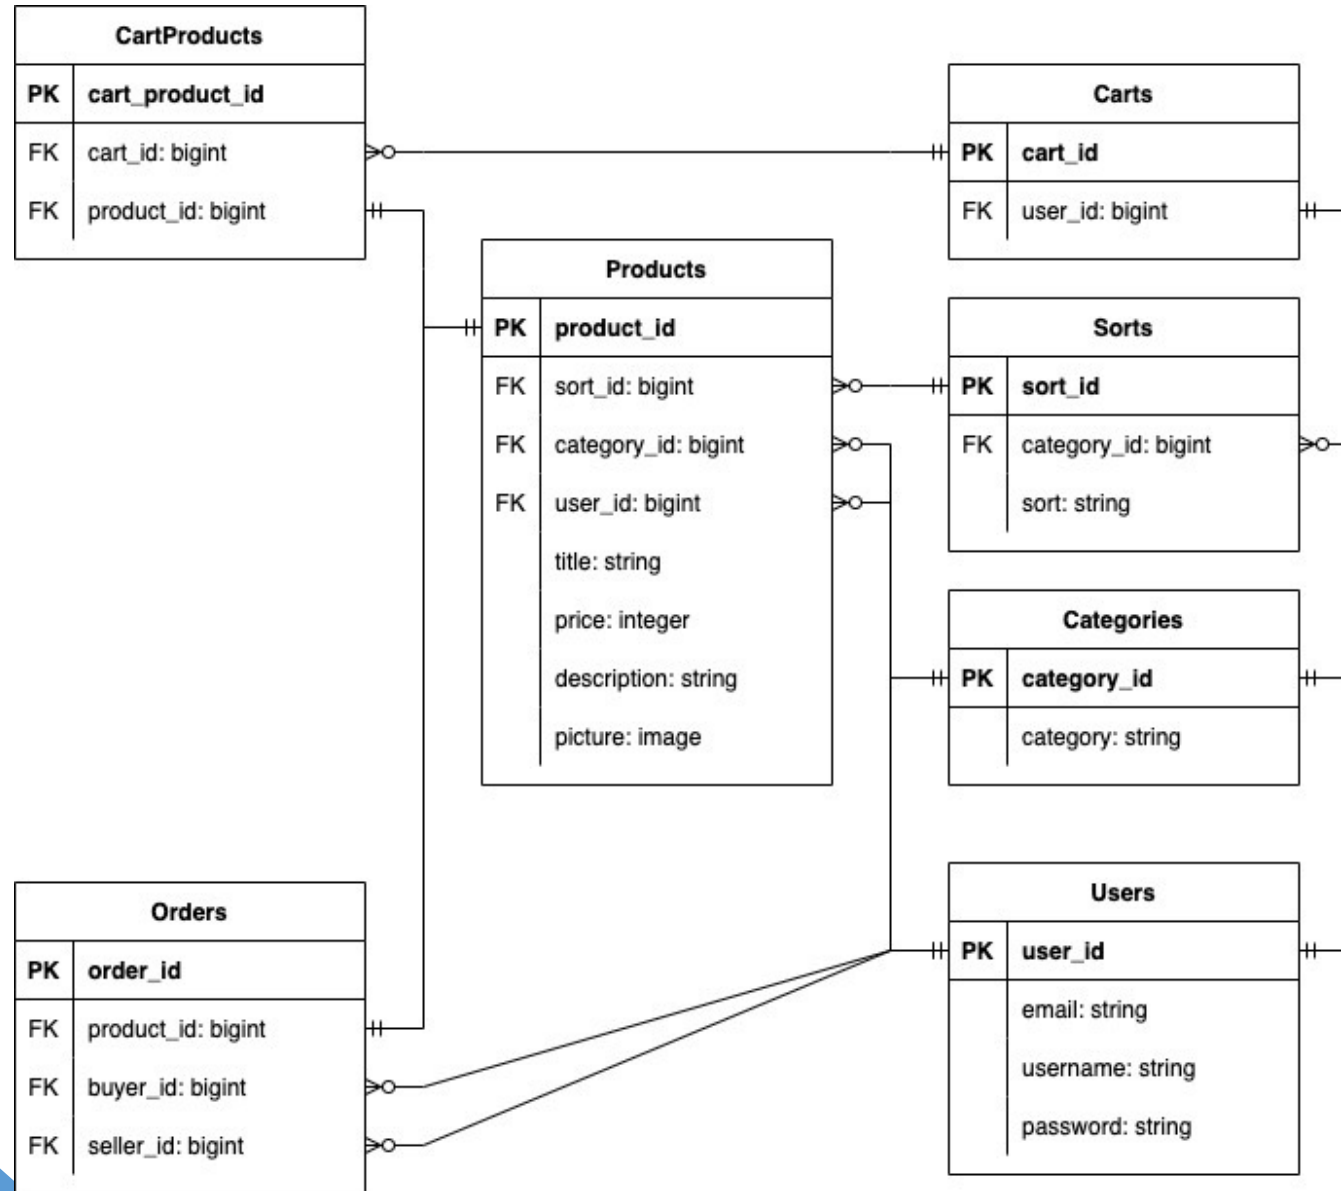 CartProducts
PK cart_product_id
FK cart_id: bigint
FK product_id: bigint
Carts
PK cart_id
FK user_id: bigint
Products
PK product_id
FK sort_id: bigint
FK category_id: bigint
FK user_id: bigint
title: string
price: integer
description: string
picture: image
Sorts
PK sort_id
FK category_id: bigint
sort: string
Categories
PK category_id
category: string
Orders
PK order_id
FK product_id: bigint
FK buyer_id: bigint
FK seller_id: bigint
Users
PK user_id
email: string
username: string
password: string